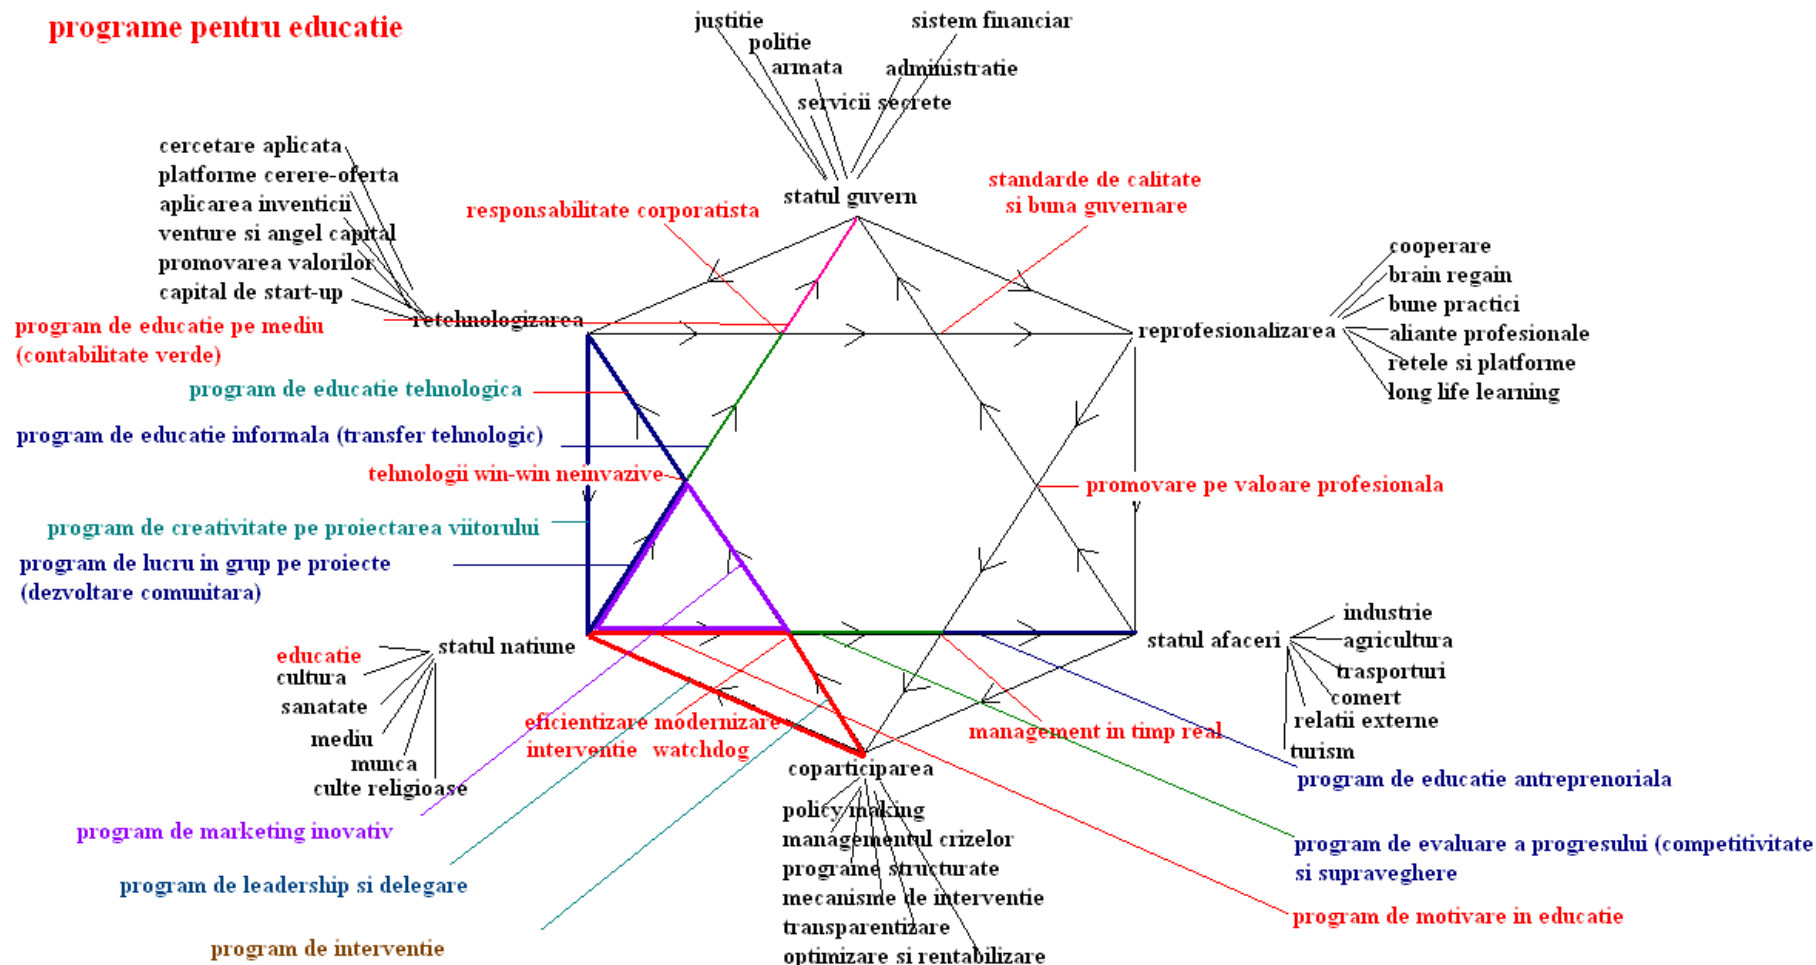 programe pentru educatie
justitie
sistem financiar
politie
armata
administratie
servicii secrete
cercetare aplicata
platforme cerere-oferta
aplicarea inventicii
venture si angel capital
promovarea valorilor
capital de start-up
retehnologizarea
statul guvern
responsabilitate corporatista
standarde de calitate
si buna guvernare
cooperare
brain regain
bune practici
aliante profesionale
retele si platforme
long life learning
reprofesionalizarea
program de educatie pe mediu
(contabilitate verde)
program de educatie tehnologica
program de educatie informala (transfer tehnologic)
tehnologii win-win neinvazive
promovare pe valoare profesionala
program de creativitate pe proiectarea viitorului
program de lucru in grup pe proiecte
(dezvoltare comunitara)
statul natiune
educatie
cultura
sanatate
mediu
munca
culte religioase
statul afaceri
industrie
agricultura
trasporturi
comert
relatii externe
turism
eficientizare modernizare
interventie watchdog
management in timp real
coparticiparea
policy making
managementul crizelor
programe structurate
mecanisme de interventie
transparentizare
optimizare si rentabilizare
program de educatie antreprenoriala
program de marketing inovativ
program de evaluare a progresului (competitivitate
si supraveghere
program de leadership si delegare
program de motivare in educatie
program de interventie